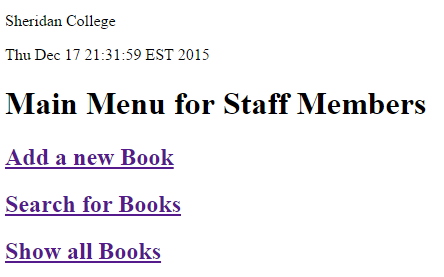 Sheridan College
Thu Dec 17 21:31:59 EST 2015
Main Menu for Staff Members
Add a new Book
Search for Books
Show all Books